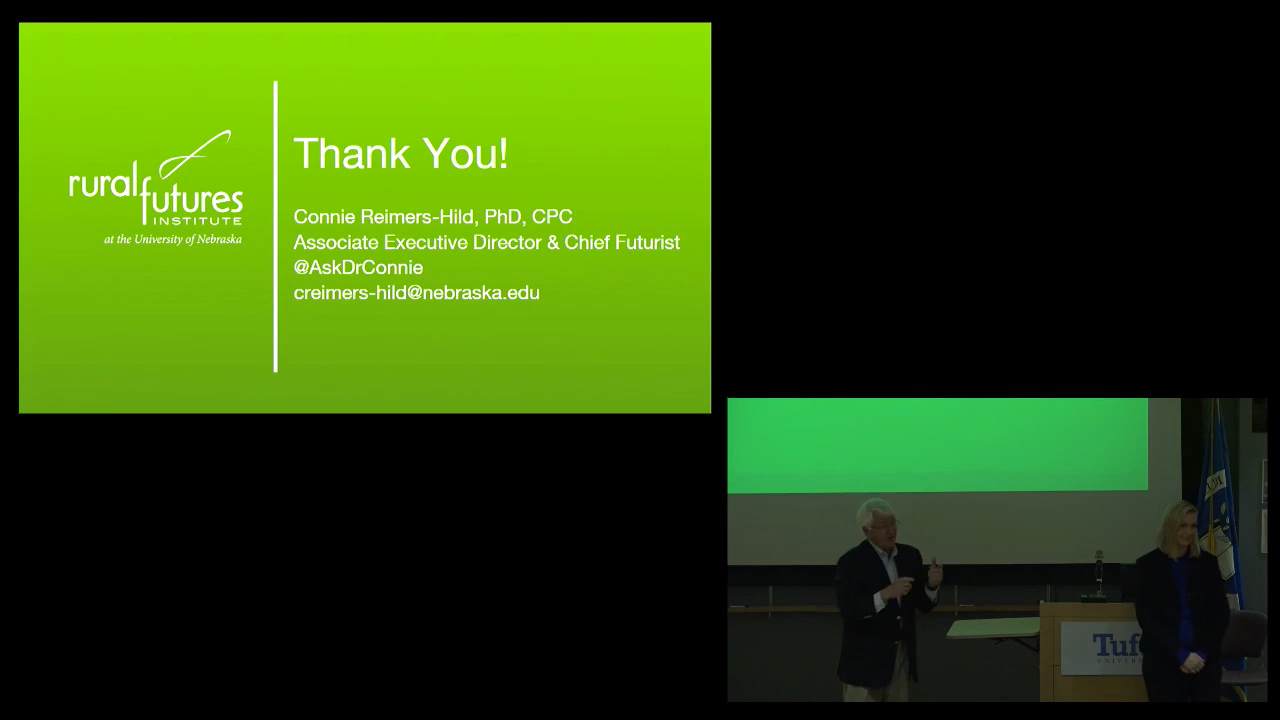 rural futures
INSTITUTE
at the University of Nebraska
Thank You!
Connie Reimers-Hild, PhD, CPC
Associate Executive Director & Chief Futurist
@AskDrConnie
creimers-hild@nebraska.edu